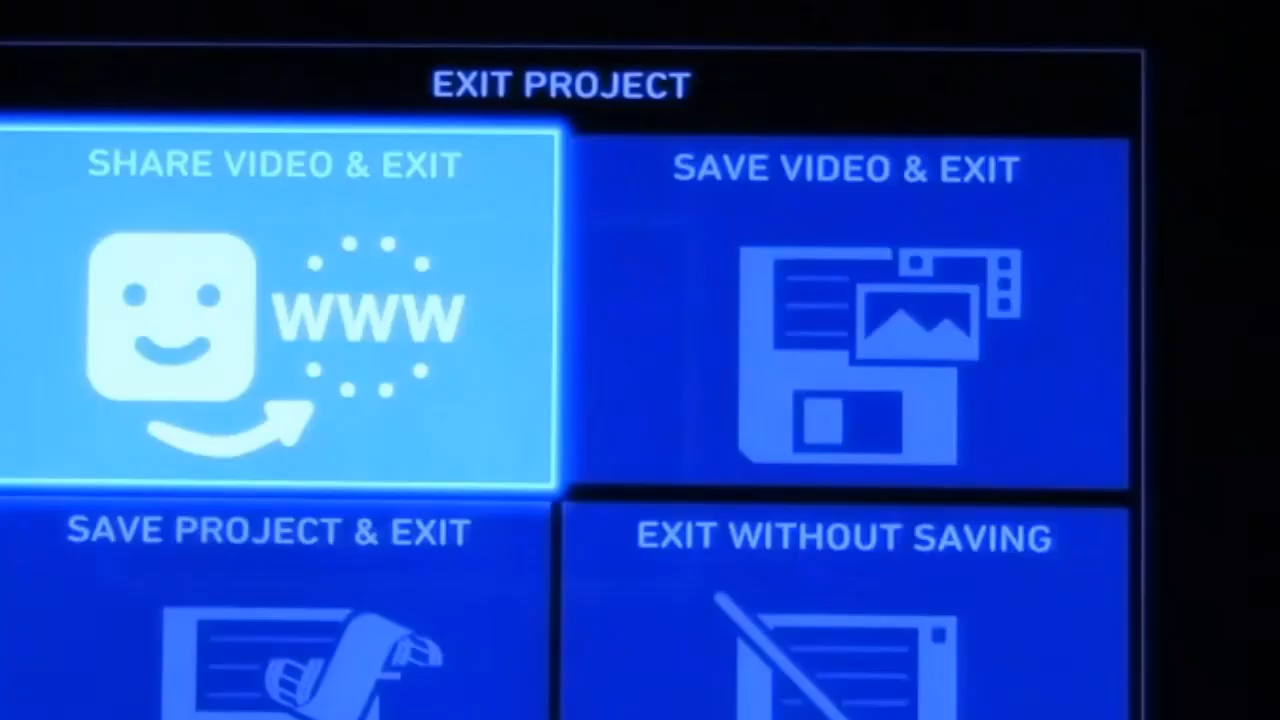 EXIT PROJECT
SHARE VIDEO & EXIT
SAVE VIDEO & EXIT
WWW
SAVE PROJECT & EXIT
EXIT WITHOUT SAVING